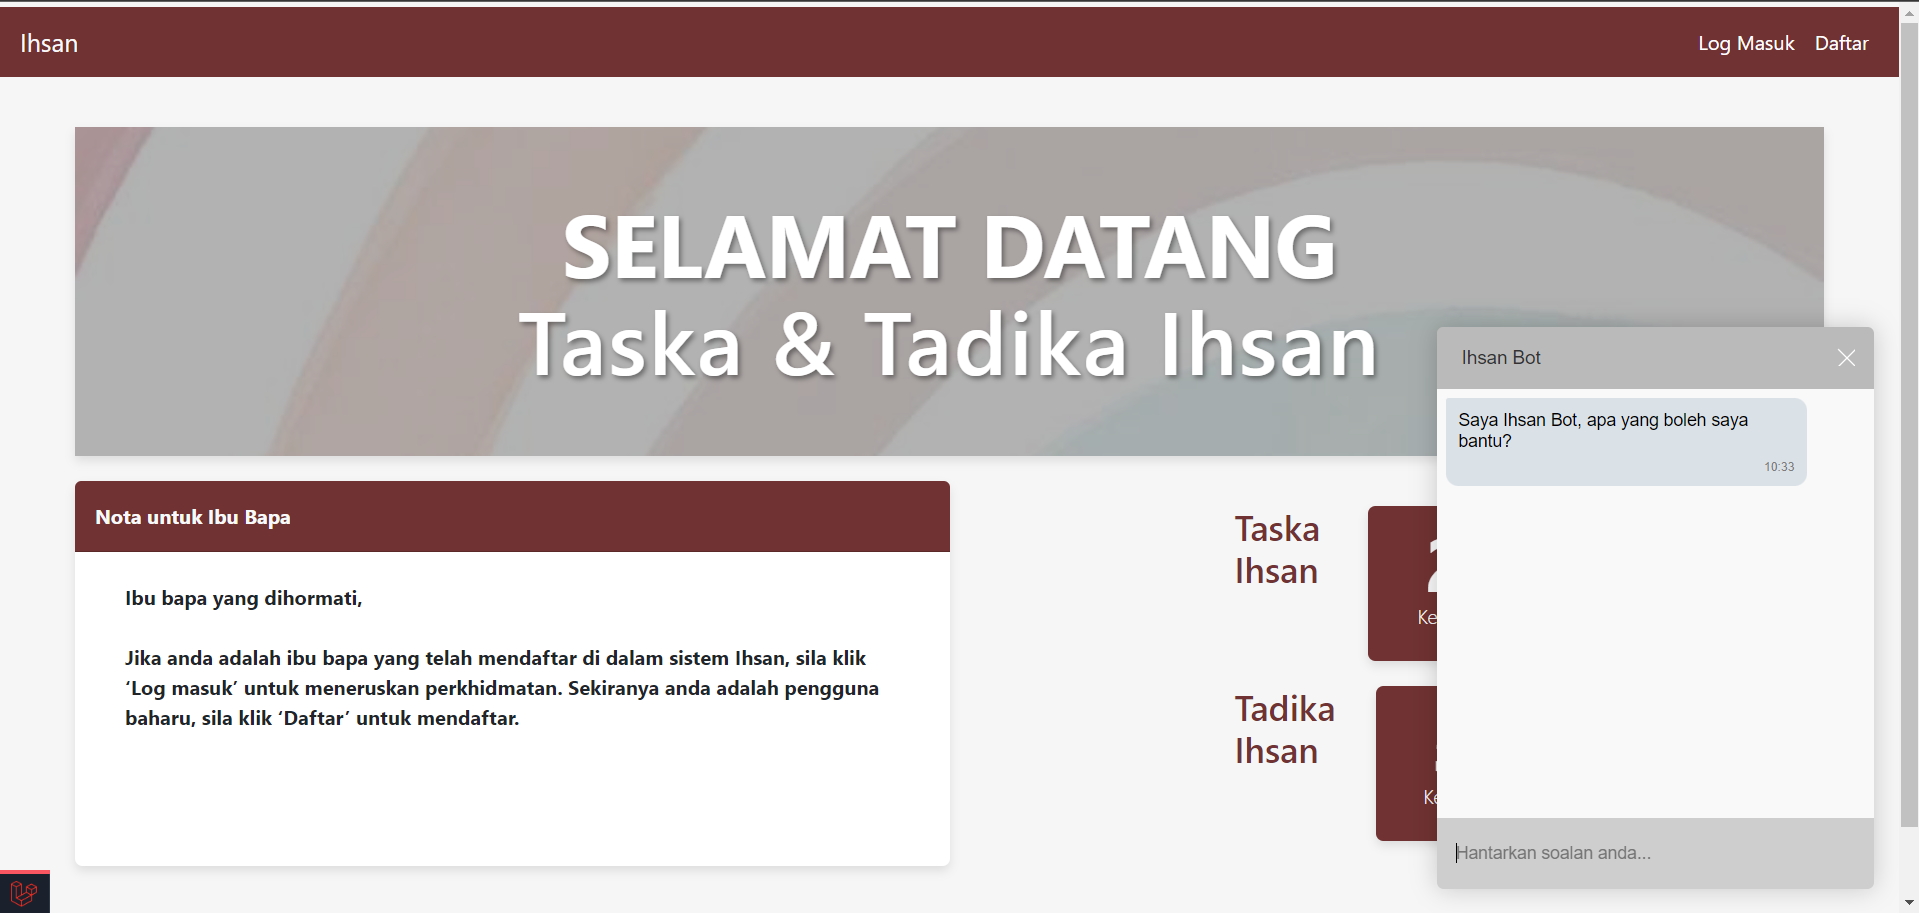 Ihsan
Log Masuk
Daftar
SELAMAT DATANG
Taska & Tadika Ihsan
Nota untuk Ibu Bapa
Ibu bapa yang dihormati,
Jika anda adalah ibu bapa yang telah mendaftar di dalam sistem Ihsan, sila klik
‘Log masuk’ untuk meneruskan perkhidmatan. Sekiranya anda adalah pengguna
baharu, sila klik ‘Daftar’ untuk mendaftar.
Taska
Ihsan
Tadika
Ihsan
Ihsan Bot
Saya Ihsan Bot, apa yang boleh saya
bantu?
10:33
Hantarkan soalan anda...